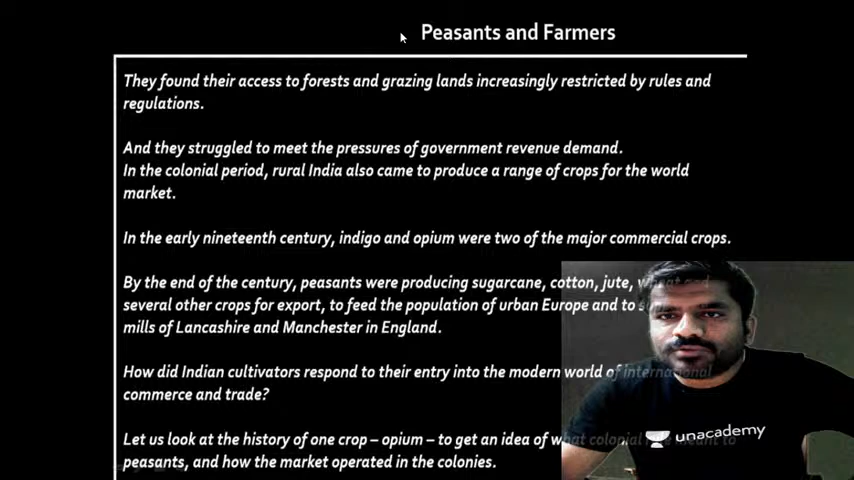 Peasants and Farmers
They found their access to forests and grazing lands increasingly restricted by rules and
regulations.
And they struggled to meet the pressures of government revenue demand.
In the colonial period, rural India also came to produce a range of crops for the world
market.
In the early nineteenth century, indigo and opium were two of the major commercial crops.
By the end of the century, peasants were producing sugarcane, cotton, jute,
several other crops for export, to feed the population of urban Europe and to
mills of Lancashire and Manchester in England.
How did Indian cultivators respond to their entry into the modern world of international
commerce and trade?
Let us look at the history of one crop – opium – to get an idea of what colonial rule meant to
peasants, and how the market operated in the colonies.
unacademy